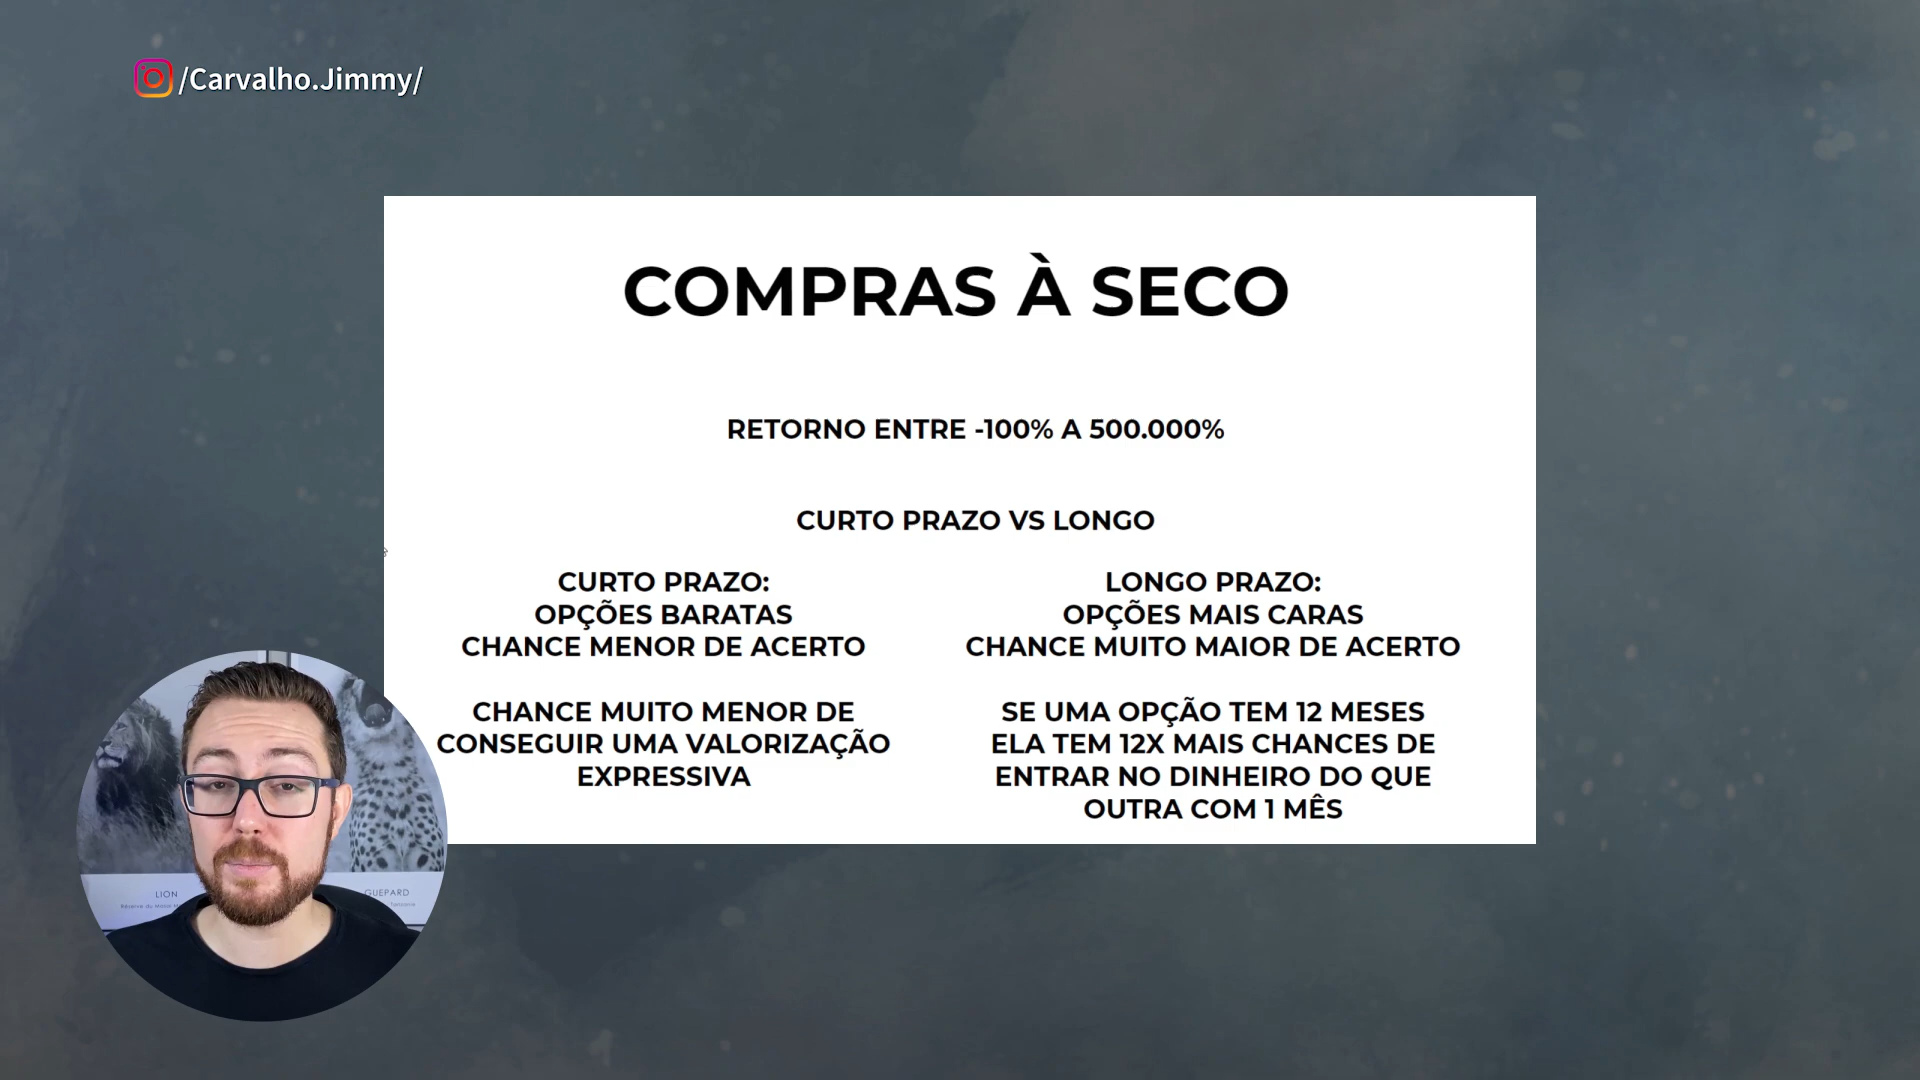 /Carvalho.Jimmy/
COMPRAS À SECO
RETORNO ENTRE -100% A 500.000%
CURTO PRAZO VS LONGO
CURTO PRAZO:
OPÇÕES BARATAS
CHANCE MENOR DE ACERTO
CHANCE MUITO MENOR DE
CONSEGUIR UMA VALORIZAÇÃO
EXPRESSIVA
LONGO PRAZO:
OPÇÕES MAIS CARAS
CHANCE MUITO MAIOR DE ACERTO
SE UMA OPÇÃO TEM 12 MESES
ELA TEM 12X MAIS CHANCES DE
ENTRAR NO DINHEIRO DO QUE
OUTRA COM 1 MÊS
LION
GUEPARD